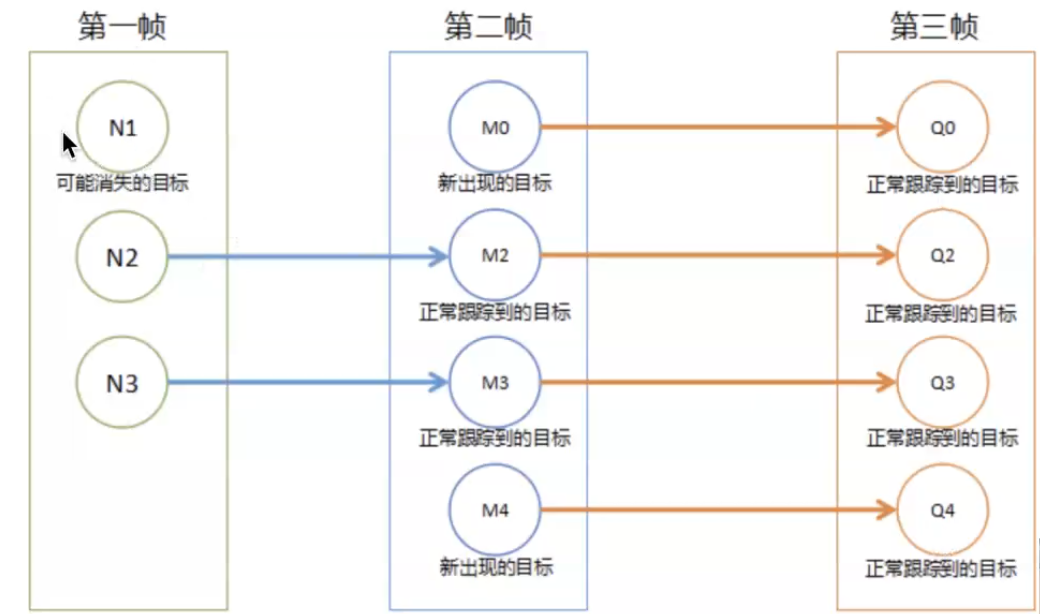 第一帧
第二帧
第三帧
N1
M0
Q0
可能消失的目标
新出现的目标
正常跟踪到的目标
N2
M2
Q2
正常跟踪到的目标
正常跟踪到的目标
N3
M3
Q3
正常跟踪到的目标
正常跟踪到的目标
M4
Q4
新出现的目标
正常跟踪到的目标